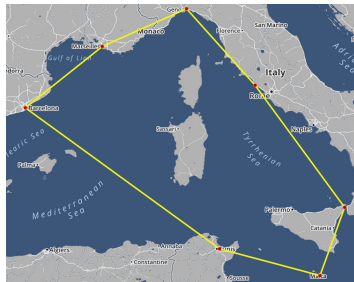 Genoa
San Marino
Monaco
Florence
Marseille
Gulf of Lion
Andorra
Italy
Rome
Barcelona
Balearic Sea
Sassari
Naples
Tyrrhenian
Sea
Palma
Mediterranean
Sea
Palermo
Catania
Algiers
Annaba
Tunis
Constantine
Sousse
Malta